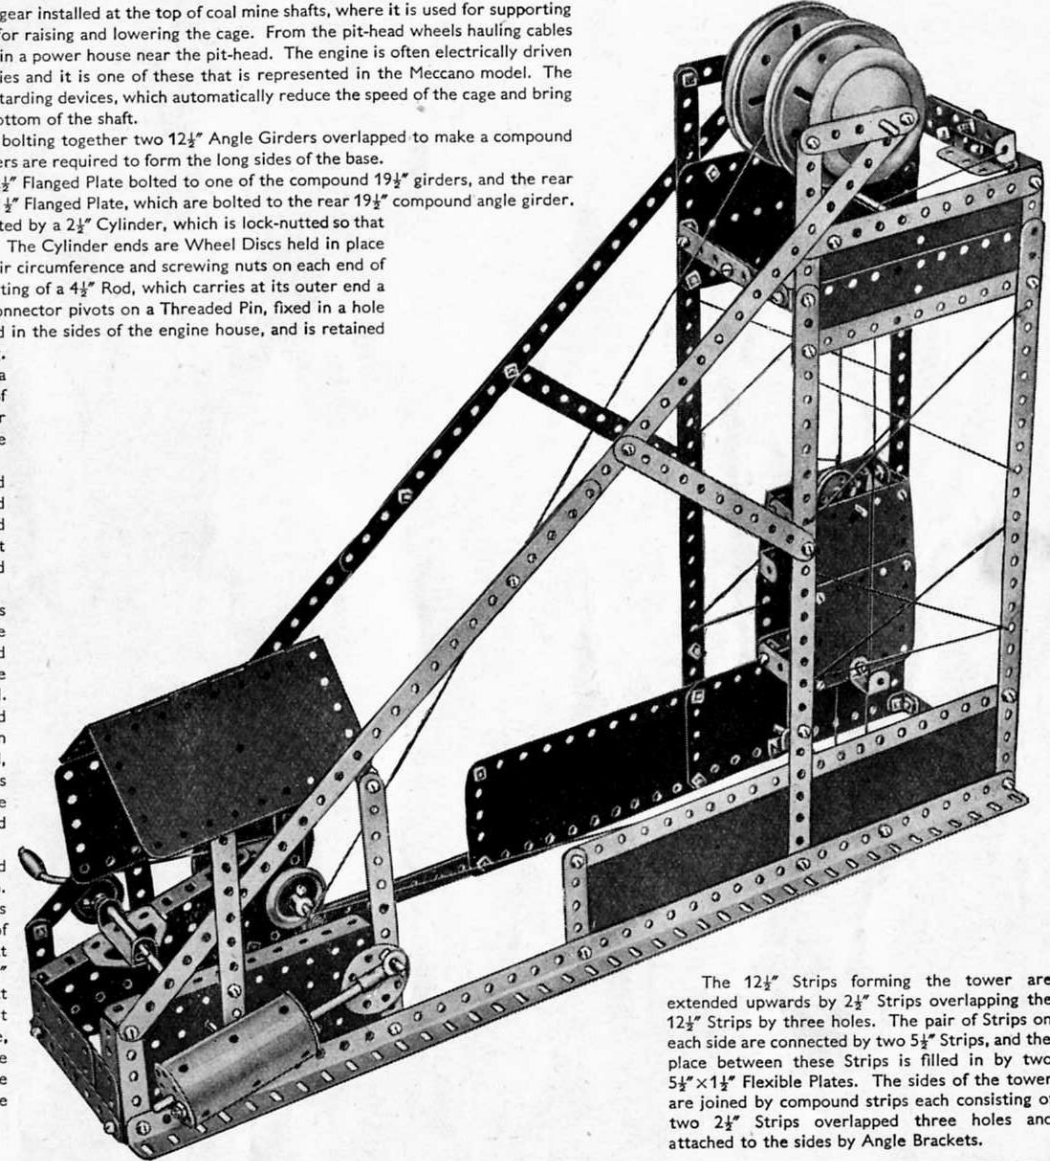 gear installed at the top of coal mine shafts, where it is used for supporting
for raising and lowering the cage. From the pit-head wheels hauling cables
in a power house near the pit-head. The engine is often electrically driven
ies and it is one of these that is represented in the Meccano model. The
tarding devices, which automatically reduce the speed of the cage and bring
ottom of the shaft.
bolting together two 12½″ Angle Girders overlapped to make a compound
ers are required to form the long sides of the base.
½″ Flanged Plate bolted to one of the compound 19½″ girders, and the rear
½″ Flanged Plate, which are bolted to the rear 19½″ compound angle girder.
ted by a 2½″ Cylinder, which is lock-nutted so that
The Cylinder ends are Wheel Discs held in place
ir circumference and screwing nuts on each end of
ting of a 4½″ Rod, which carries at its outer end a
onnector pivots on a Threaded Pin, fixed in a hole
d in the sides of the engine house, and is retained
.
a
f
r
e
d
d
d
t
d
s
e
d
e
l.
d
n
l,
s
e
d
d
.
s
of
t
″
t
t
e,
e
e
e
The 12½″ Strips forming the tower are
extended upwards by 2½″ Strips overlapping the
12½″ Strips by three holes. The pair of Strips on
each side are connected by two 5½″ Strips, and the
place between these Strips is filled in by two
5½″×1½″ Flexible Plates. The sides of the tower
are joined by compound strips each consisting of
two 2½″ Strips overlapped three holes and
attached to the sides by Angle Brackets.